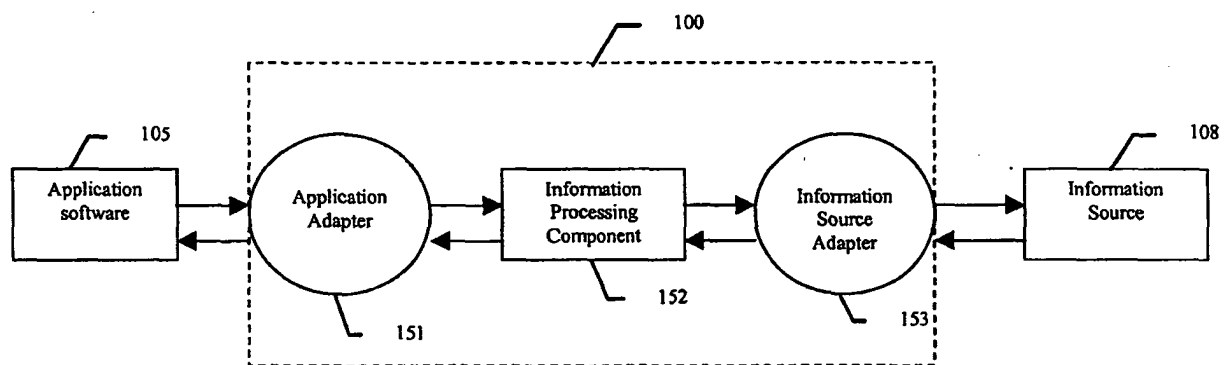 100
105
108
Application
software
Application
Adapter
Information
Processing
Component
Information
Source
Adapter
Information
Source
151
152
153